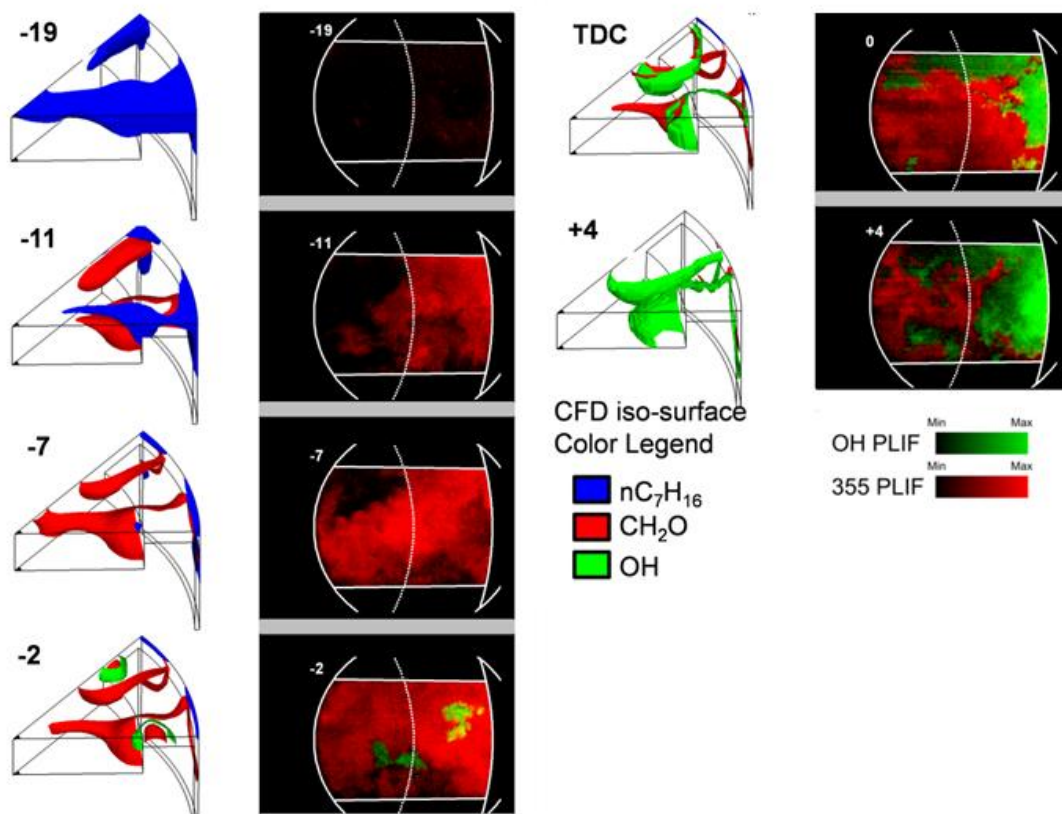 -19
-19
-11
-11
-7
-7
-2
-2
TDC
0
+4
+4
CFD iso-surface
Color Legend
nC₇H₁₆
CH₂O
OH
Min Max
OH PLIF
Min Max
355 PLIF